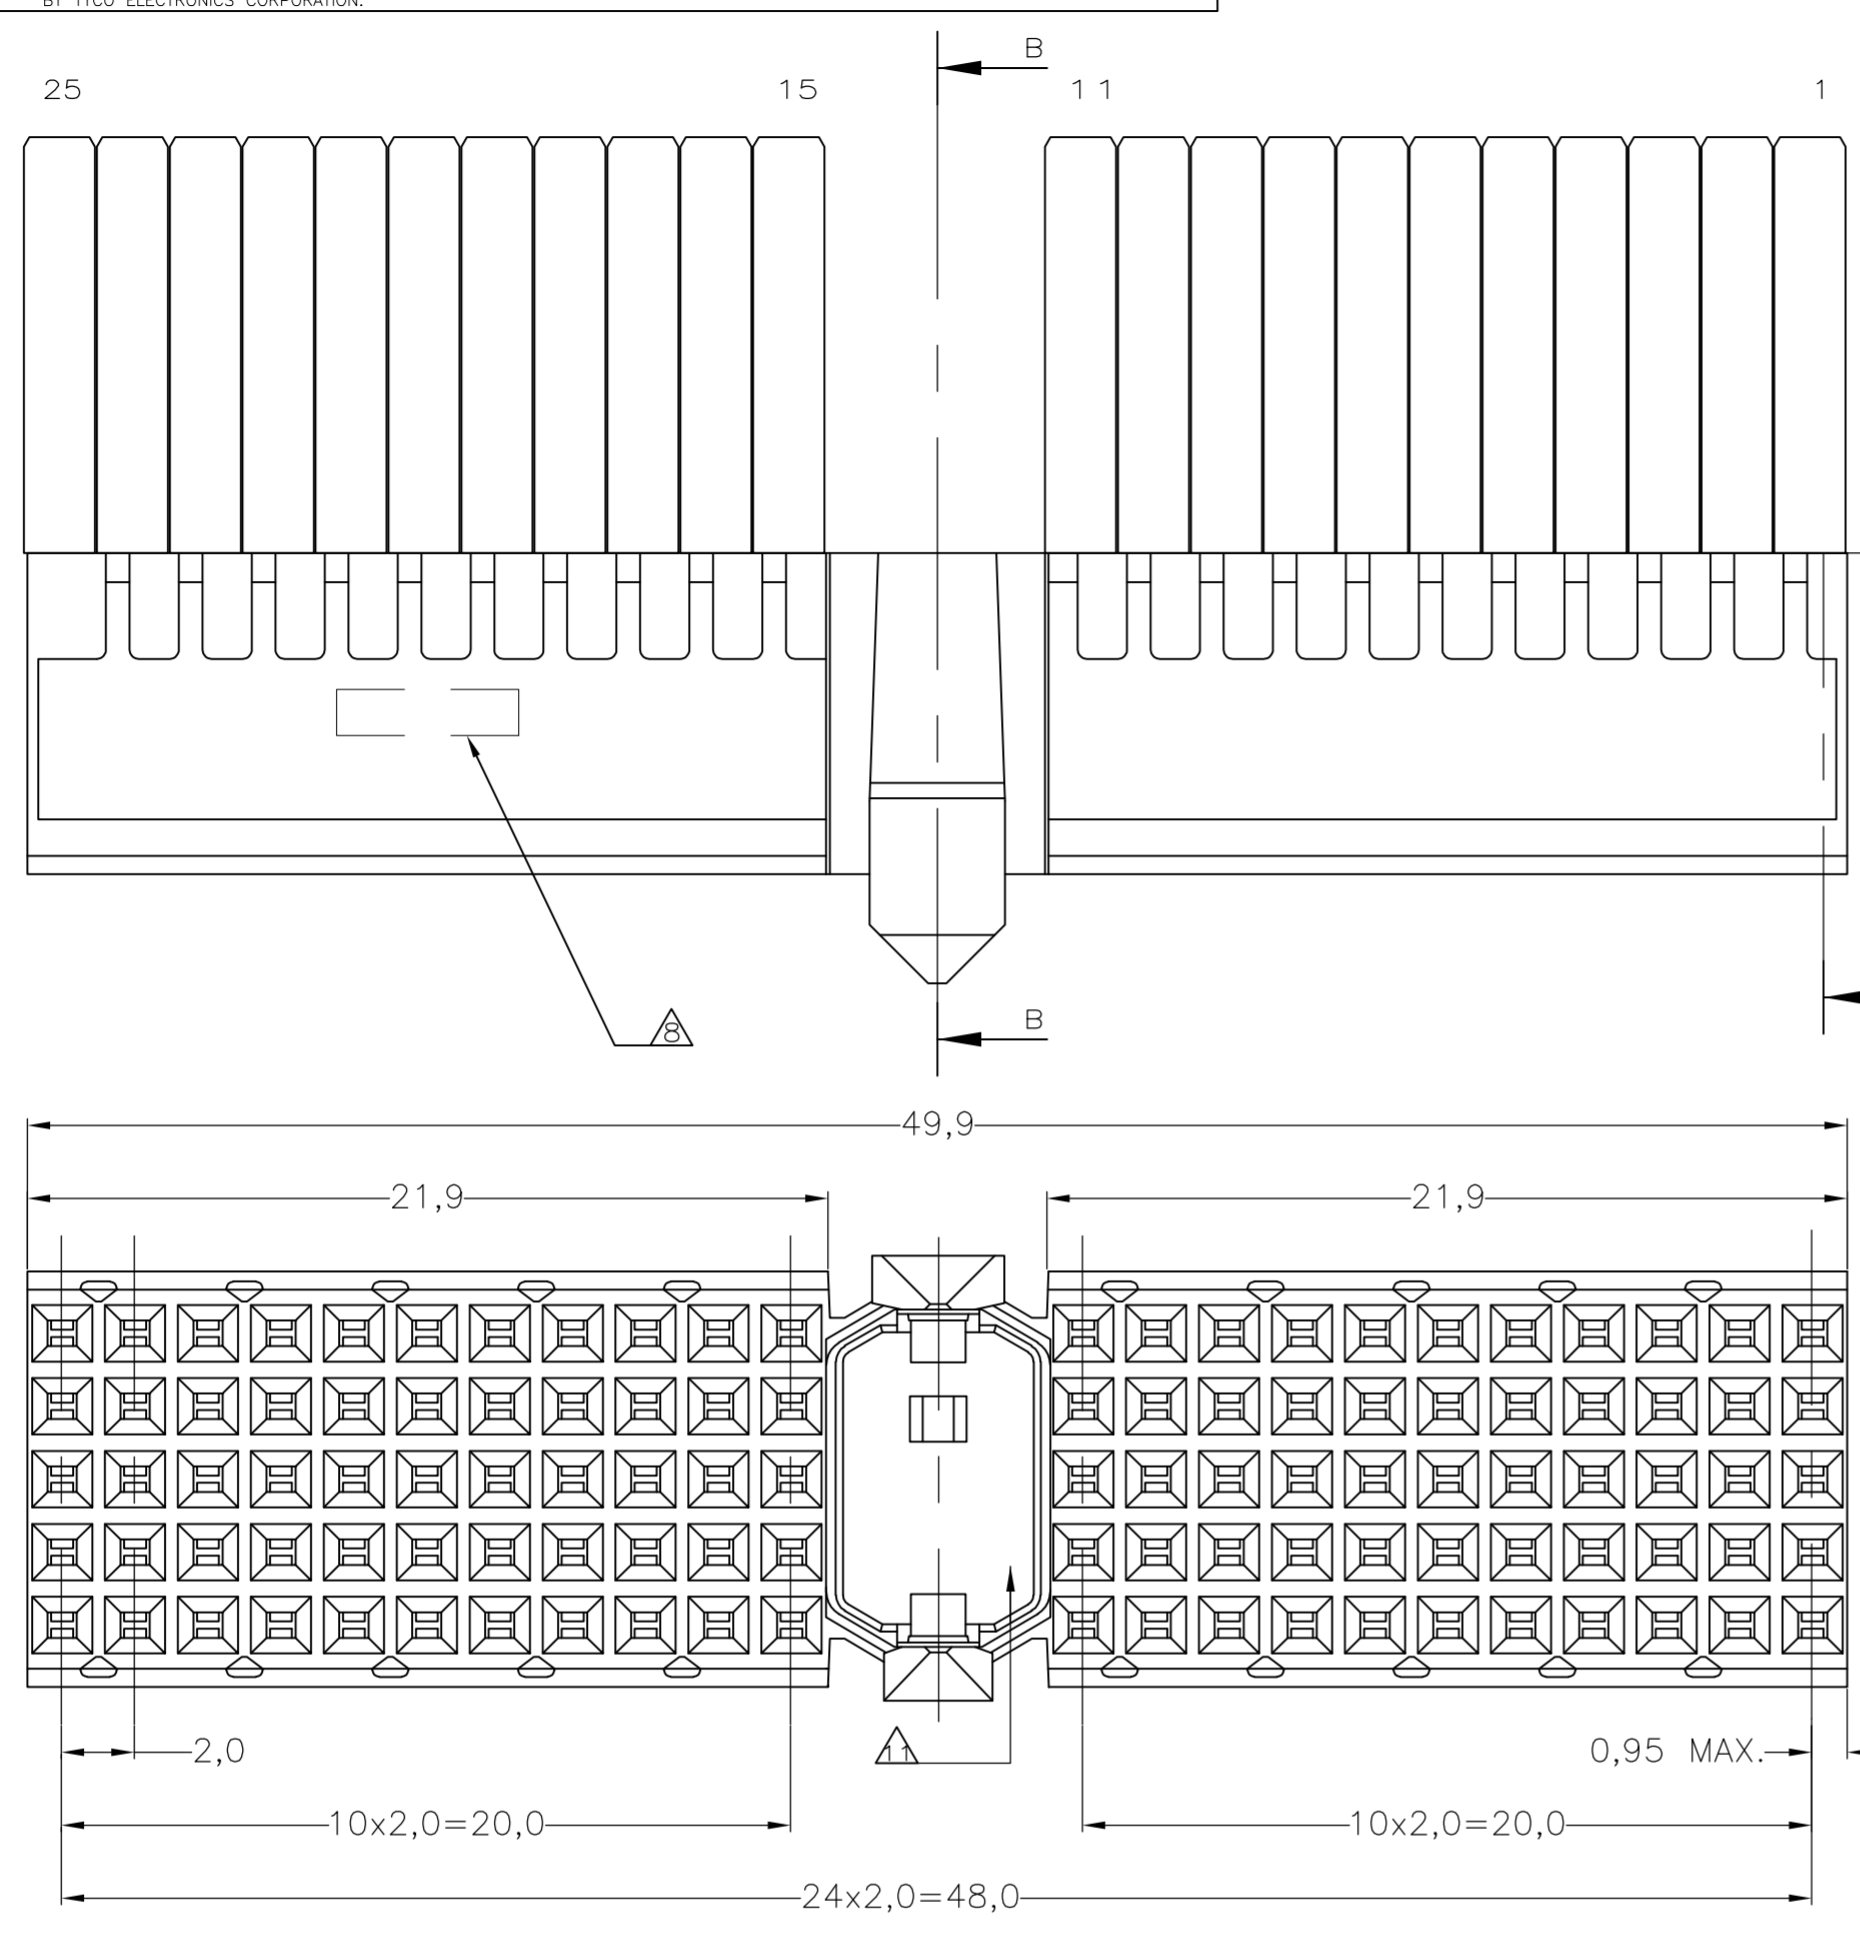 BY TYCO ELECTRONICS CORPORATION.
B
25
15
11
1
8
B
49,9
21,9
21,9
2,0
11
0,95 MAX.
10x2,0=20,0
10x2,0=20,0
24x2,0=48,0